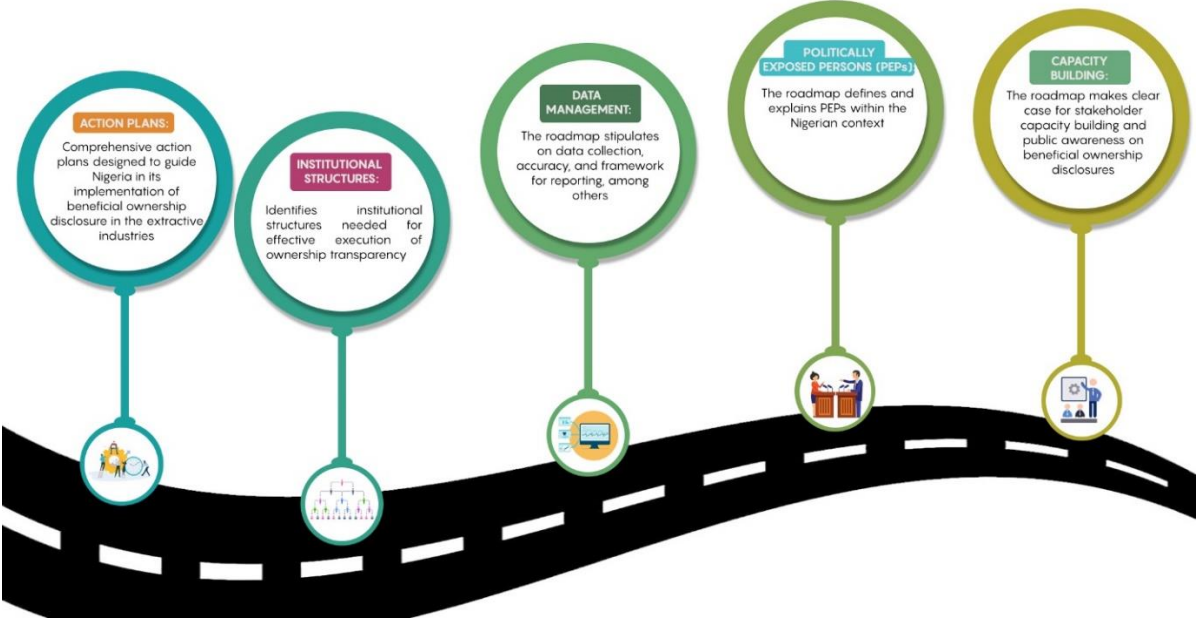 ACTION PLANS:
Comprehensive action
plans designed to guide
Nigeria in its
implementation of
beneficial ownership
disclosure in the extractive
industries
INSTITUTIONAL
STRUCTURES:
Identifies institutional
structures needed for
effective execution of
ownership transparency
DATA
MANAGEMENT:
The roadmap stipulates
on data collection,
accuracy, and framework
for reporting, among
others
POLITICALLY
EXPOSED PERSONS (PEPs):
The roadmap defines and
explains PEPs within the
Nigerian context
CAPACITY
BUILDING:
The roadmap makes clear
case for stakeholder
capacity building and
public awareness on
beneficial ownership
disclosures